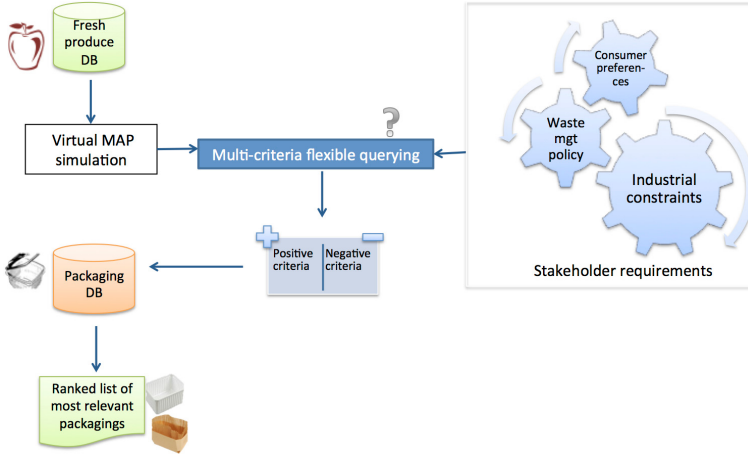 Fresh
produce
DB
Virtual MAP
simulation
?
Multi-criteria flexible querying
Consumer
preferen-
ces
Waste
mgt
policy
Industrial
constraints
Stakeholder requirements
Positive
criteria
Negative
criteria
Packaging
DB
Ranked list of
most relevant
packagings